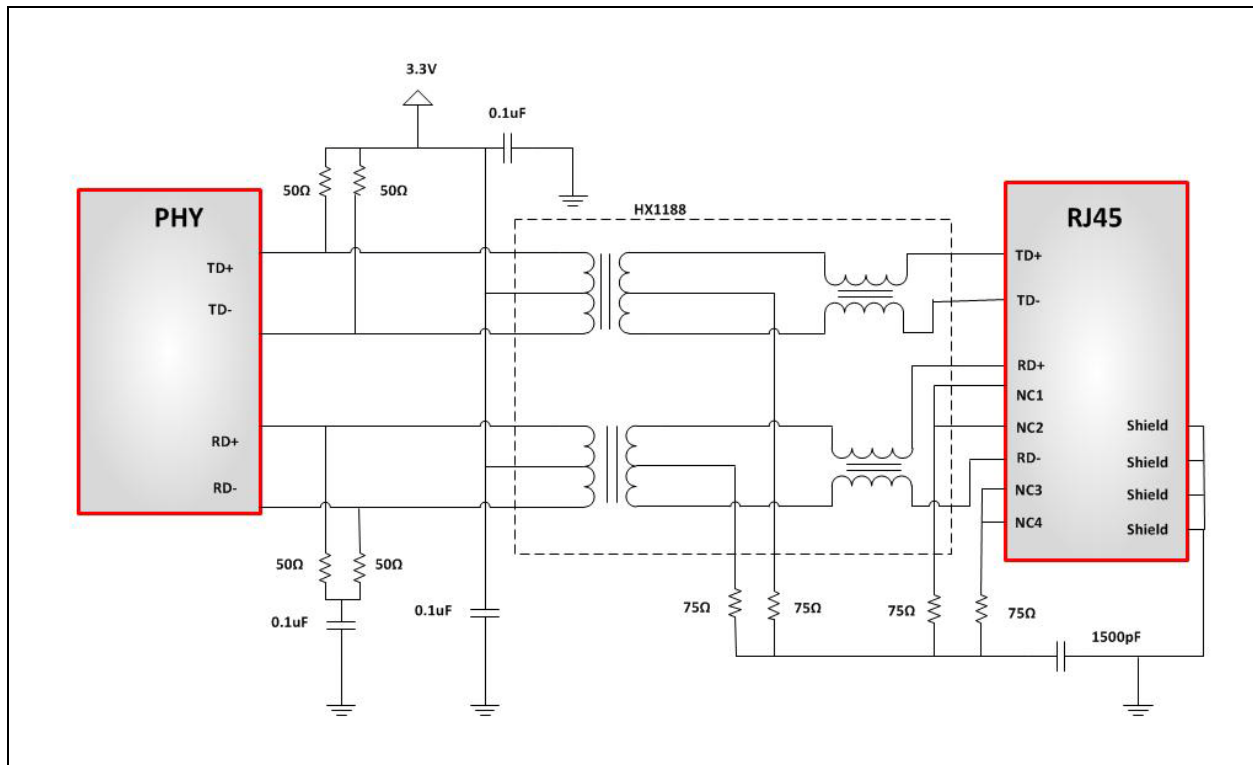 3.3V
0.1uF
50Ω
50Ω
HX1188
PHY
RJ45
TD+
TD-
RD+
RD-
TD+
TD-
RD+
NC1
NC2
RD-
NC3
NC4
Shield
Shield
Shield
Shield
50Ω
50Ω
0.1uF
0.1uF
75Ω
75Ω
75Ω
75Ω
1500pF